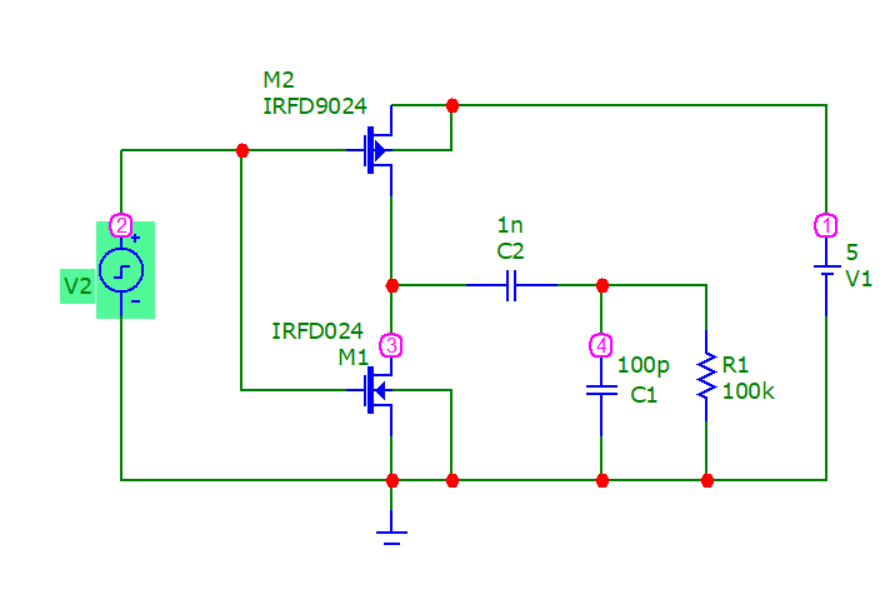 M2
IRFD9024
2
+
V2
-
1n
C2
1
5
V1
IRFD024
M1
3
4
100p
C1
R1
100k